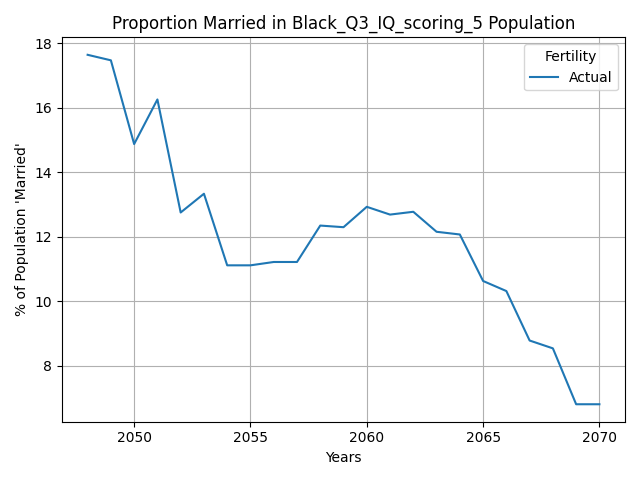 Proportion Married in Black_Q3_IQ_scoring_5 Population
Fertility
Actual
% of Population 'Married'
18
16
14
12
10
8
2050 2055 2060 2065 2070
Years